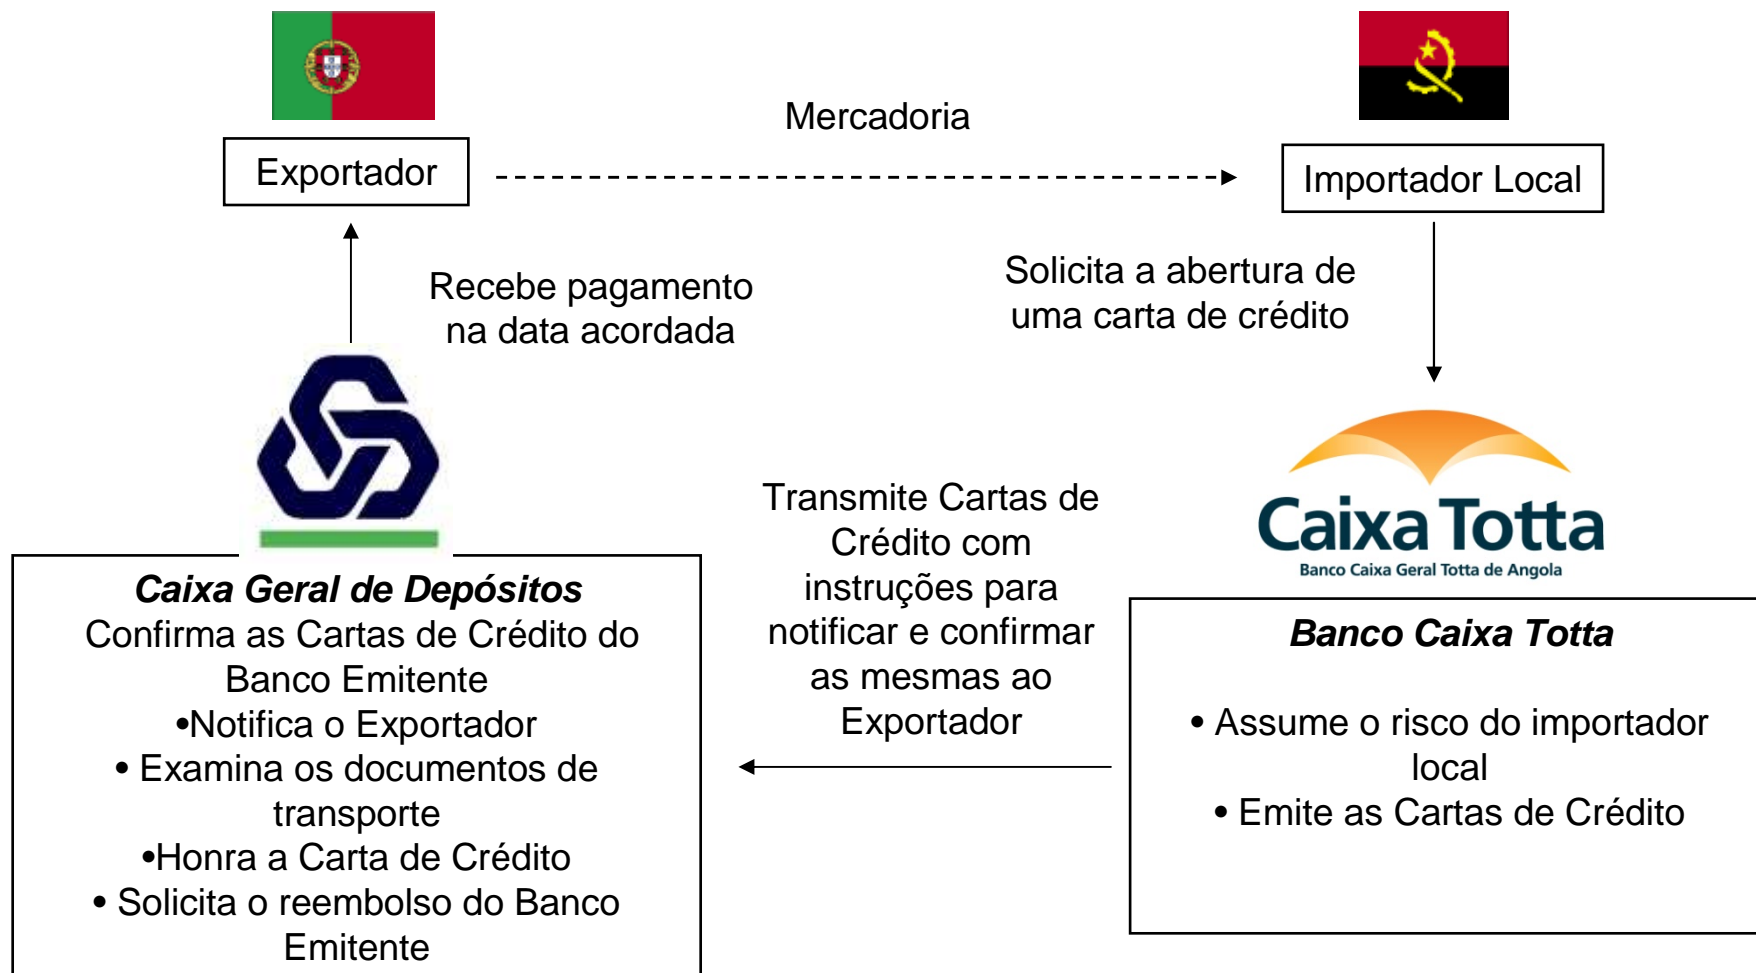 Mercadoria
Exportador
Importador Local
Recebe pagamento
na data acordada
Solicita a abertura de
uma carta de crédito
Transmite Cartas de
Crédito com
instruções para
notificar e confirmar
as mesmas ao
Exportador
Caixa Totta
Banco Caixa Geral Totta de Angola
Caixa Geral de Depósitos
Confirma as Cartas de Crédito do
Banco Emitente
•Notifica o Exportador
• Examina os documentos de
transporte
•Honra a Carta de Crédito
• Solicita o reembolso do Banco
Emitente
Banco Caixa Totta
• Assume o risco do importador
local
• Emite as Cartas de Crédito